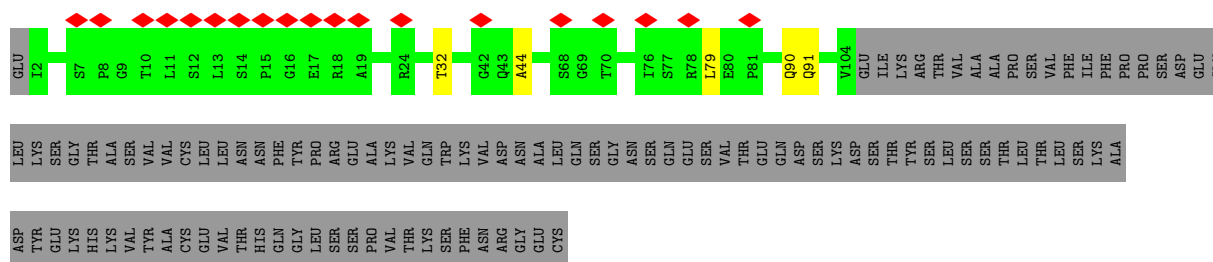 GLU I2 S7 P8 G9 T10 L11 S12 L13 S14 P15 G16 E17 R18 A19 R24 T32 G42 Q43 A44 S68 G69 T70 I76 S77 R78 L79 E80 P81 Q90 Q91 V104 GLU ILE LYS ARG THR VAL ALA ALA PRO SER VAL PHE ILE PHE PRO PRO SER ASP GLU
LEU LYS SER GLY THR ALA SER VAL VAL CYS LEU LEU ASN ASN PHE TYR PRO ARG GLU ALA LYS VAL GLN TRP LYS VAL ASP ASN ALA LEU GLN SER GLY ASN SER GLN GLU SER VAL THR GLU GLN ASP SER LYS ASP SER THR TYR SER LEU SER SER THR LEU THR LEU SER LYS ALA
ASP TYR GLU LYS HIS LYS VAL TYR ALA CYS GLU VAL THR HIS GLN GLY LEU SER SER PRO VAL THR LYS SER PHE ASN ARG GLY GLU CYS